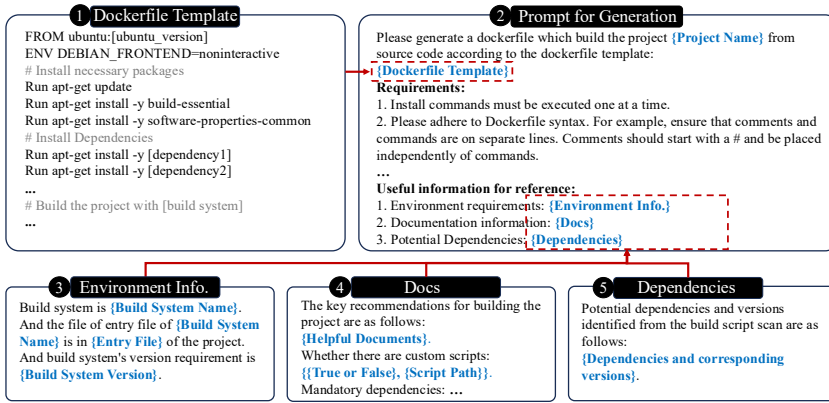 1 Dockerfile Template
FROM ubuntu:[ubuntu_version]
ENV DEBIAN_FRONTEND=noninteractive
# Install necessary packages
Run apt-get update
Run apt-get install -y build-essential
Run apt-get install -y software-properties-common
# Install Dependencies
Run apt-get install -y [dependency1]
Run apt-get install -y [dependency2]
...
# Build the project with [build system]
...
2 Prompt for Generation
Please generate a dockerfile which build the project {Project Name} from
source code according to the dockerfile template:
{Dockerfile Template}
Requirements:
1. Install commands must be executed one at a time.
2. Please adhere to Dockerfile syntax. For example, ensure that comments and
commands are on separate lines. Comments should start with a # and be placed
independently of commands.
...
Useful information for reference:
1. Environment requirements: {Environment Info.}
2. Documentation information: {Docs}
3. Potential Dependencies: {Dependencies}
3 Environment Info.
Build system is {Build System Name}.
And the file of entry file of {Build System
Name} is in {Entry File} of the project.
And build system's version requirement is
{Build System Version}.
4 Docs
The key recommendations for building the
project are as follows:
{Helpful Documents}.
Whether there are custom scripts:
{{True or False}, {Script Path}}.
Mandatory dependencies: ...
5 Dependencies
Potential dependencies and versions
identified from the build script scan are as
follows:
{Dependencies and corresponding
versions}.